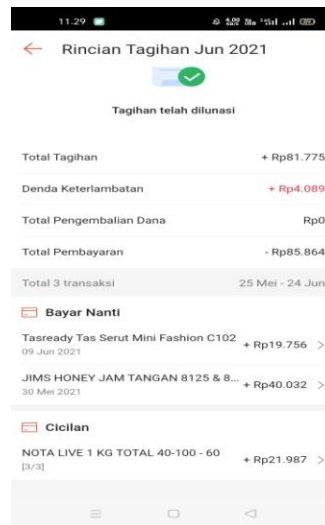 11.29
Rincian Tagihan Jun 2021
Tagihan telah dilunasi
Total Tagihan + Rp81.775
Denda Keterlambatan + Rp4.089
Total Pengembalian Dana Rp0
Total Pembayaran - Rp85.864
Total 3 transaksi 25 Mei - 24 Jun
Bayar Nanti
Tasready Tas Serut Mini Fashion C102 + Rp19.756 >
09 Jun 2021
JIMS HONEY JAM TANGAN 8125 & 8... + Rp40.032 >
30 Mei 2021
Cicilan
NOTA LIVE 1 KG TOTAL 40-100 - 60 + Rp21.987 >
[3/3]